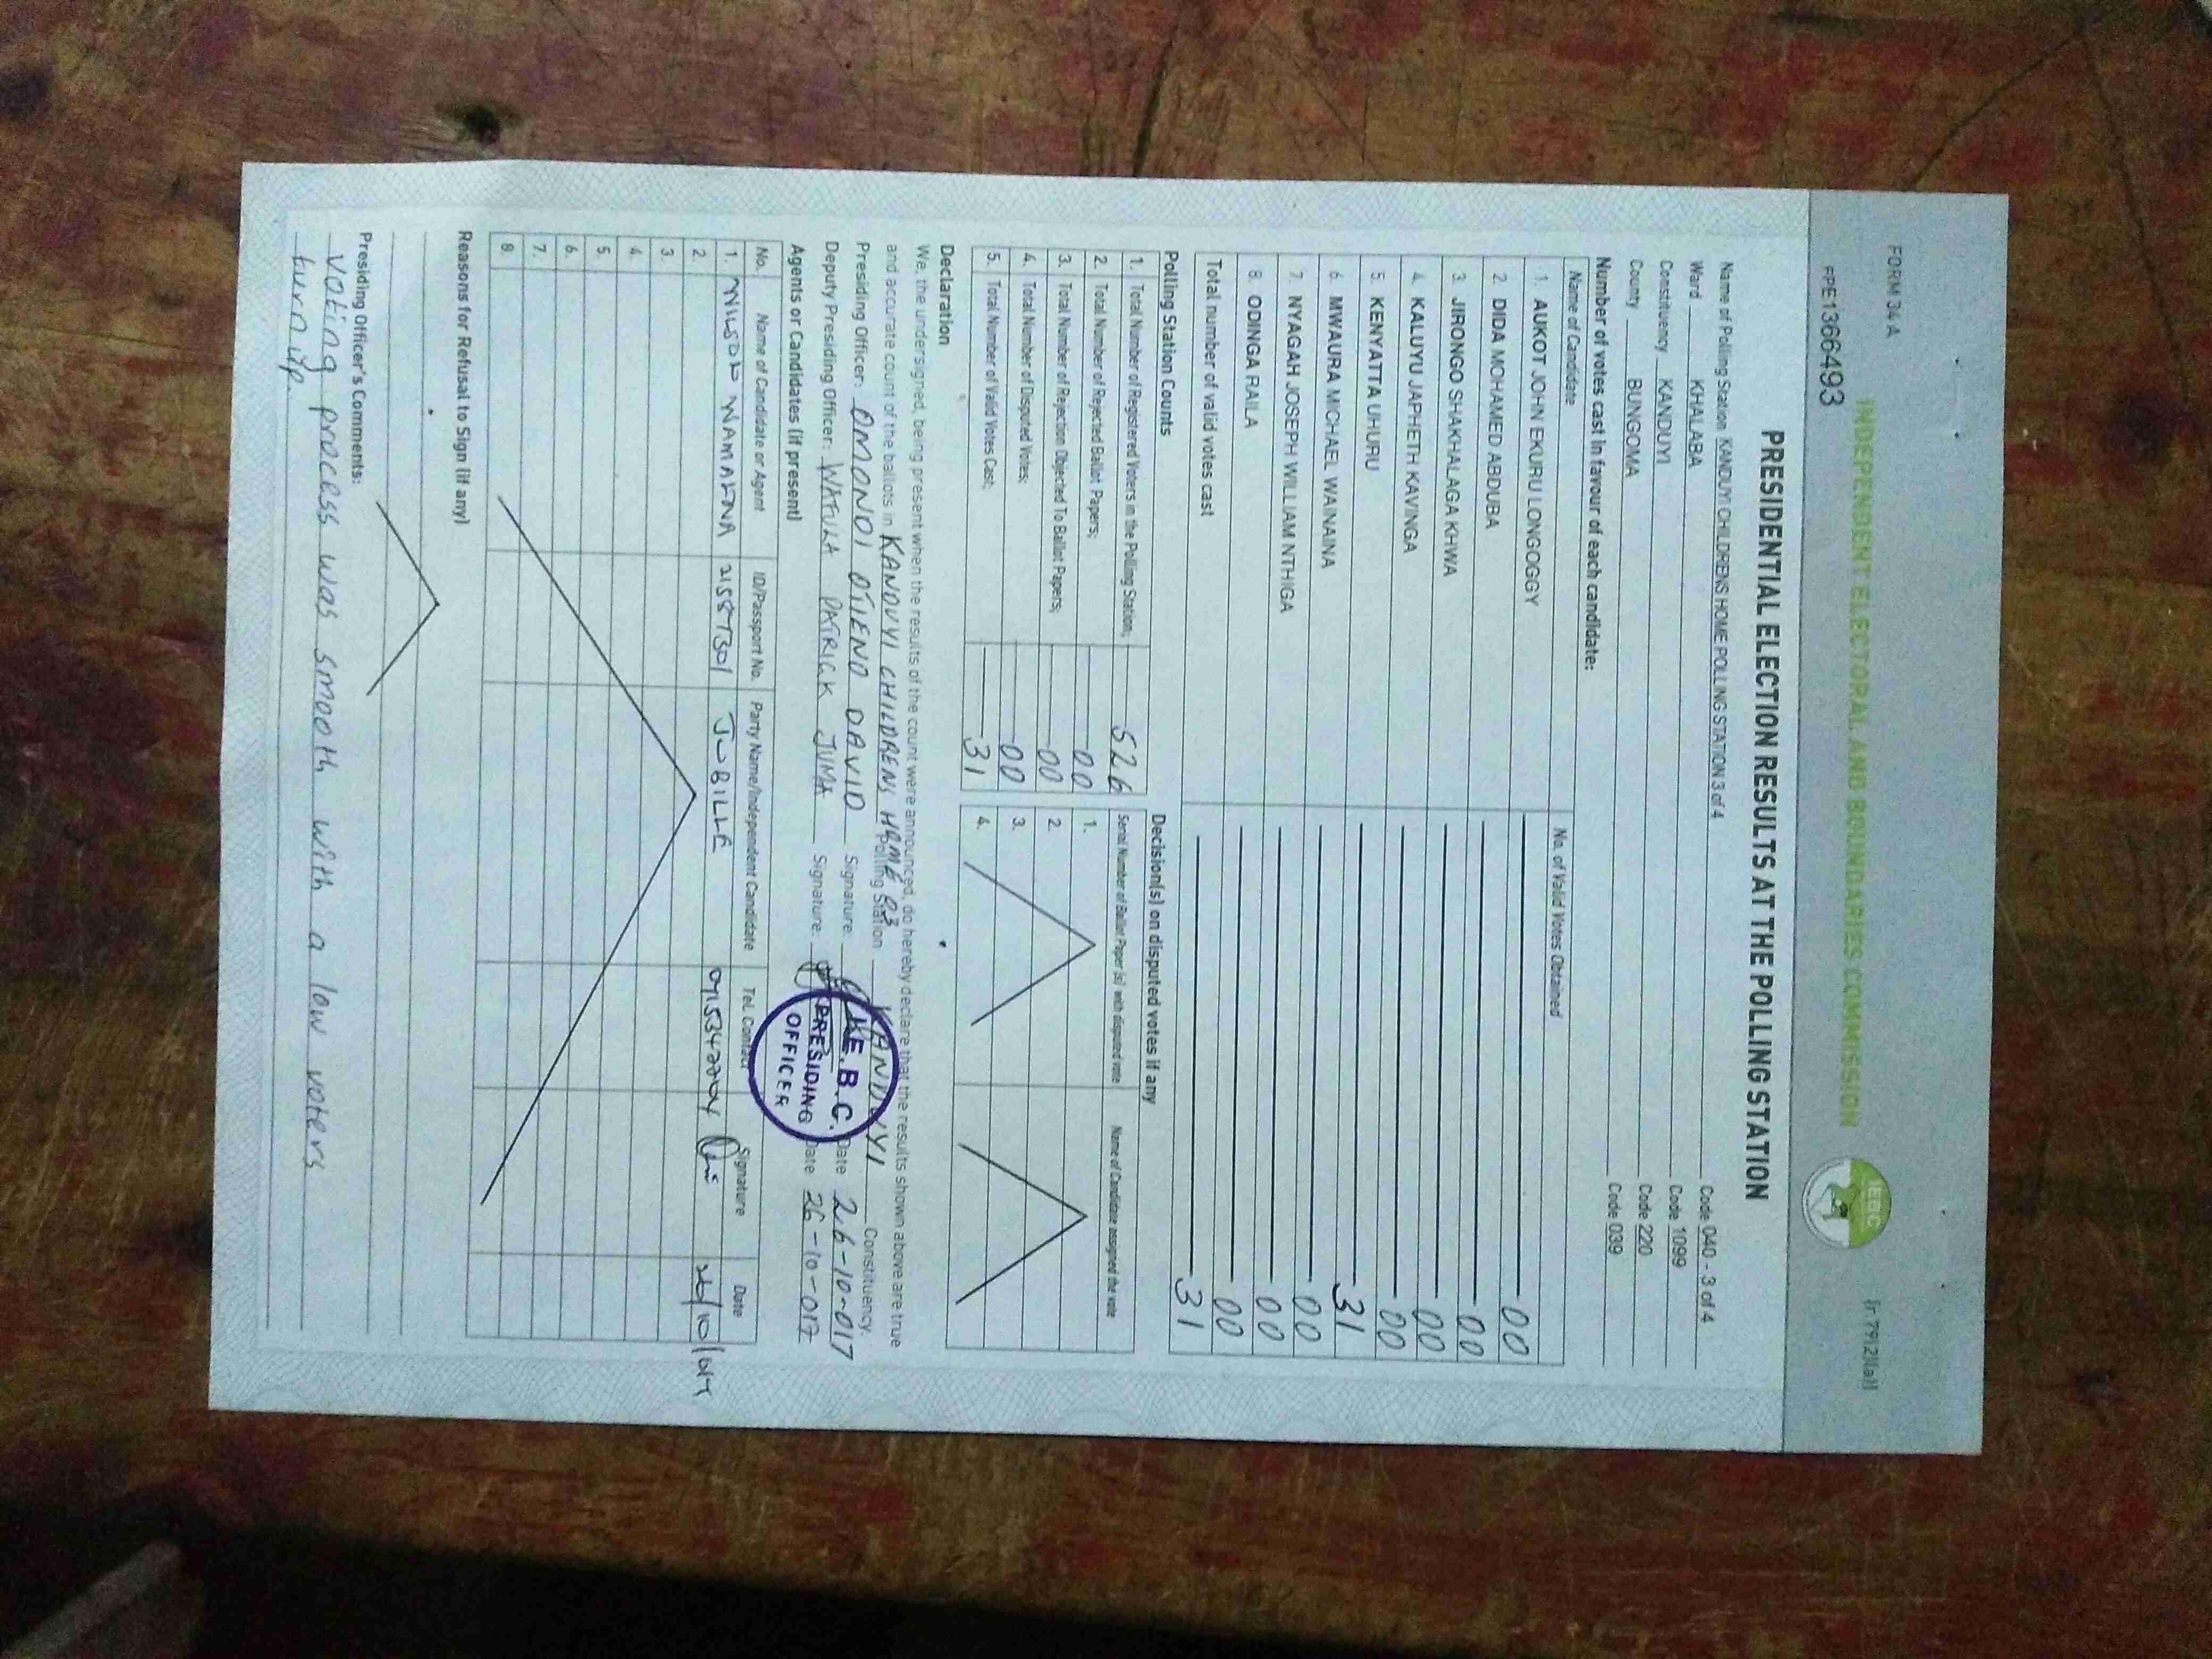 FORM 34 A
(r 79(2)(a))
INDEPENDENT ELECTORAL AND BOUNDARIES COMMISSION
IEBC
PPE1366493
PRESIDENTIAL ELECTION RESULTS AT THE POLLING STATION
Name of Polling Station KANDUYI CHILDRENS HOME POLLING STATION 3 of 4 Code 040 - 3 of 4
Ward KHALABA Code 1099
Constituency KANDUYI Code 220
County BUNGOMA Code 039
Number of votes cast in favour of each candidate:
Name of Candidate No. of Valid Votes Obtained
1. AUKOT JOHN EKURU LONGOGGY 00
2. DIDA MOHAMED ABDUBA 00
3. JIRONGO SHAKHALAGA KHWA 00
4. KALUYU JAPHETH KAVINGA 00
5. KENYATTA UHURU 31
6. MWAURA MICHAEL WAINAINA 00
7. NYAGAH JOSEPH WILLIAM NTHIGA 00
8. ODINGA RAILA 00
Total number of valid votes cast 31
Polling Station Counts
1. Total Number of Registered Voters in the Polling Station; 526
2. Total Number of Rejected Ballot Papers; 00
3. Total Number of Rejection Objected To Ballot Papers; 00
4. Total Number of Disputed Votes; 00
5. Total Number of Valid Votes Cast; 31
Decision(s) on disputed votes if any
Serial Number of Ballot Paper (s) with disputed vote Name of Candidate assigned the vote
1.
2.
3.
4.
Declaration
We, the undersigned, being present when the results of the count were announced, do hereby declare that the results shown above are true
and accurate count of the ballots in KANDUYI CHILDRENS HOME Polling Station KANDUYI Constituency.
Presiding Officer: OMONDI OTIENO DAVID Signature: Date 26-10-017
Deputy Presiding Officer: WATULA PATRICK JUMA Signature: Date 26-10-017
I.E.B.C.
PRESIDING
OFFICER
Agents or Candidates (if present)
No. Name of Candidate or Agent ID/Passport No. Party Name/Independent Candidate Tel. Contact Signature Date
1. WILSON WAMALWA 21587301 JUBILEE 26/10/017
2.
3.
4.
5.
6.
7.
8.
Reasons for Refusal to Sign (if any)
Presiding Officer's Comments:
Voting process was smooth with a low voters
turn up.